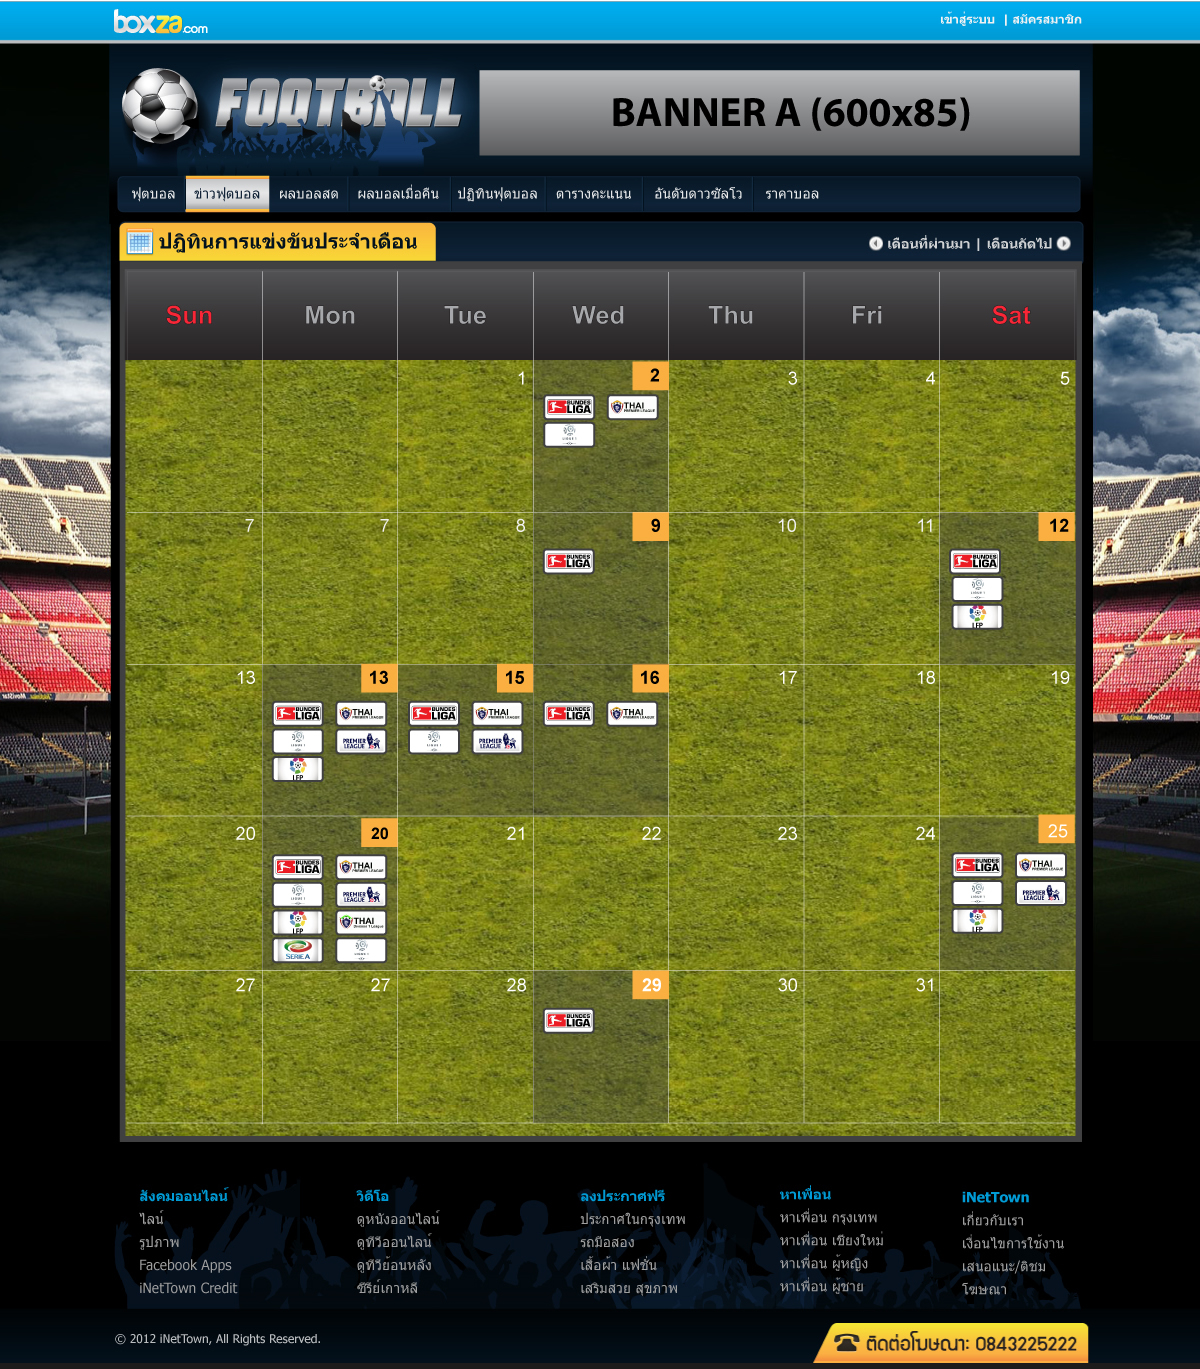 boxza.com
เข้าสู่ระบบ | สมัครสมาชิก
FOOTBALL
BANNER A (600x85)
ฟุตบอล ข่าวฟุตบอล ผลบอลสด ผลบอลเมื่อคืน ปฏิทินฟุตบอล ตารางคะแนน อันดับดาวซัลโว ราคาบอล
ปฎิทินการแข่งขันประจำเดือน
เดือนที่ผ่านมา | เดือนถัดไป
Sun Mon Tue Wed Thu Fri Sat
1 2 3 4 5
BUNDES LIGA THAI PREMIER LEAGUE
LIGUE 1
7 7 8 9 10 11 12
BUNDES LIGA BUNDES LIGA
LIGUE 1
LFP
13 13 15 16 17 18 19
BUNDES LIGA THAI PREMIER LEAGUE BUNDES LIGA THAI PREMIER LEAGUE BUNDES LIGA THAI PREMIER LEAGUE
LIGUE 1 PREMIER LEAGUE LIGUE 1 PREMIER LEAGUE
LFP
20 20 21 22 23 24 25
BUNDES LIGA THAI PREMIER LEAGUE BUNDES LIGA THAI PREMIER LEAGUE
LIGUE 1 PREMIER LEAGUE LIGUE 1 PREMIER LEAGUE
LFP THAI Division 1 League LFP
SERIE A LIGUE 1
27 27 28 29 30 31
BUNDES LIGA
MoviStar
สังคมออนไลน์
ไลน์
รูปภาพ
Facebook Apps
iNetTown Credit
วิดีโอ
ดูหนังออนไลน์
ดูทีวีออนไลน์
ดูทีวีย้อนหลัง
ซีรีย์เกาหลี
ลงประกาศฟรี
ประกาศในกรุงเทพ
รถมือสอง
เสื้อผ้า แฟชั่น
เสริมสวย สุขภาพ
หาเพื่อน
หาเพื่อน กรุงเทพ
หาเพื่อน เชียงใหม่
หาเพื่อน ผู้หญิง
หาเพื่อน ผู้ชาย
iNetTown
เกี่ยวกับเรา
เงื่อนไขการใช้งาน
เสนอแนะ/ติชม
โฆษณา
© 2012 iNetTown, All Rights Reserved.
ติดต่อโฆษณา: 0843225222